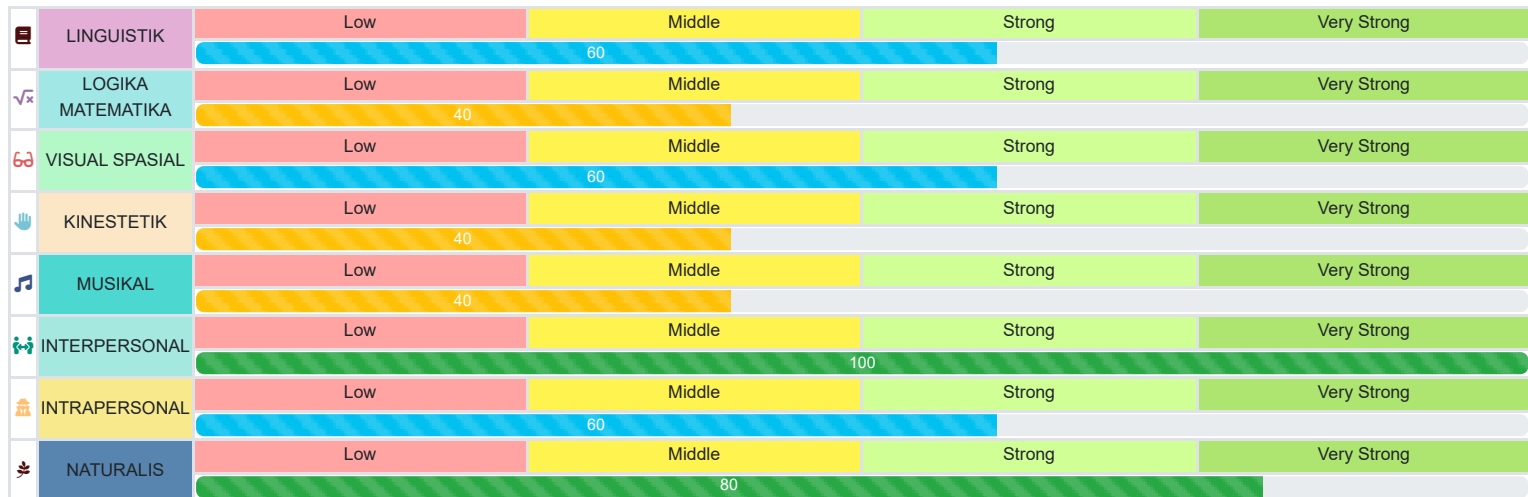 LINGUISTIK
Low Middle Strong Very Strong
60
LOGIKA
MATEMATIKA
Low Middle Strong Very Strong
40
VISUAL SPASIAL
Low Middle Strong Very Strong
60
KINESTETIK
Low Middle Strong Very Strong
40
MUSIKAL
Low Middle Strong Very Strong
40
INTERPERSONAL
Low Middle Strong Very Strong
100
INTRAPERSONAL
Low Middle Strong Very Strong
60
NATURALIS
Low Middle Strong Very Strong
80